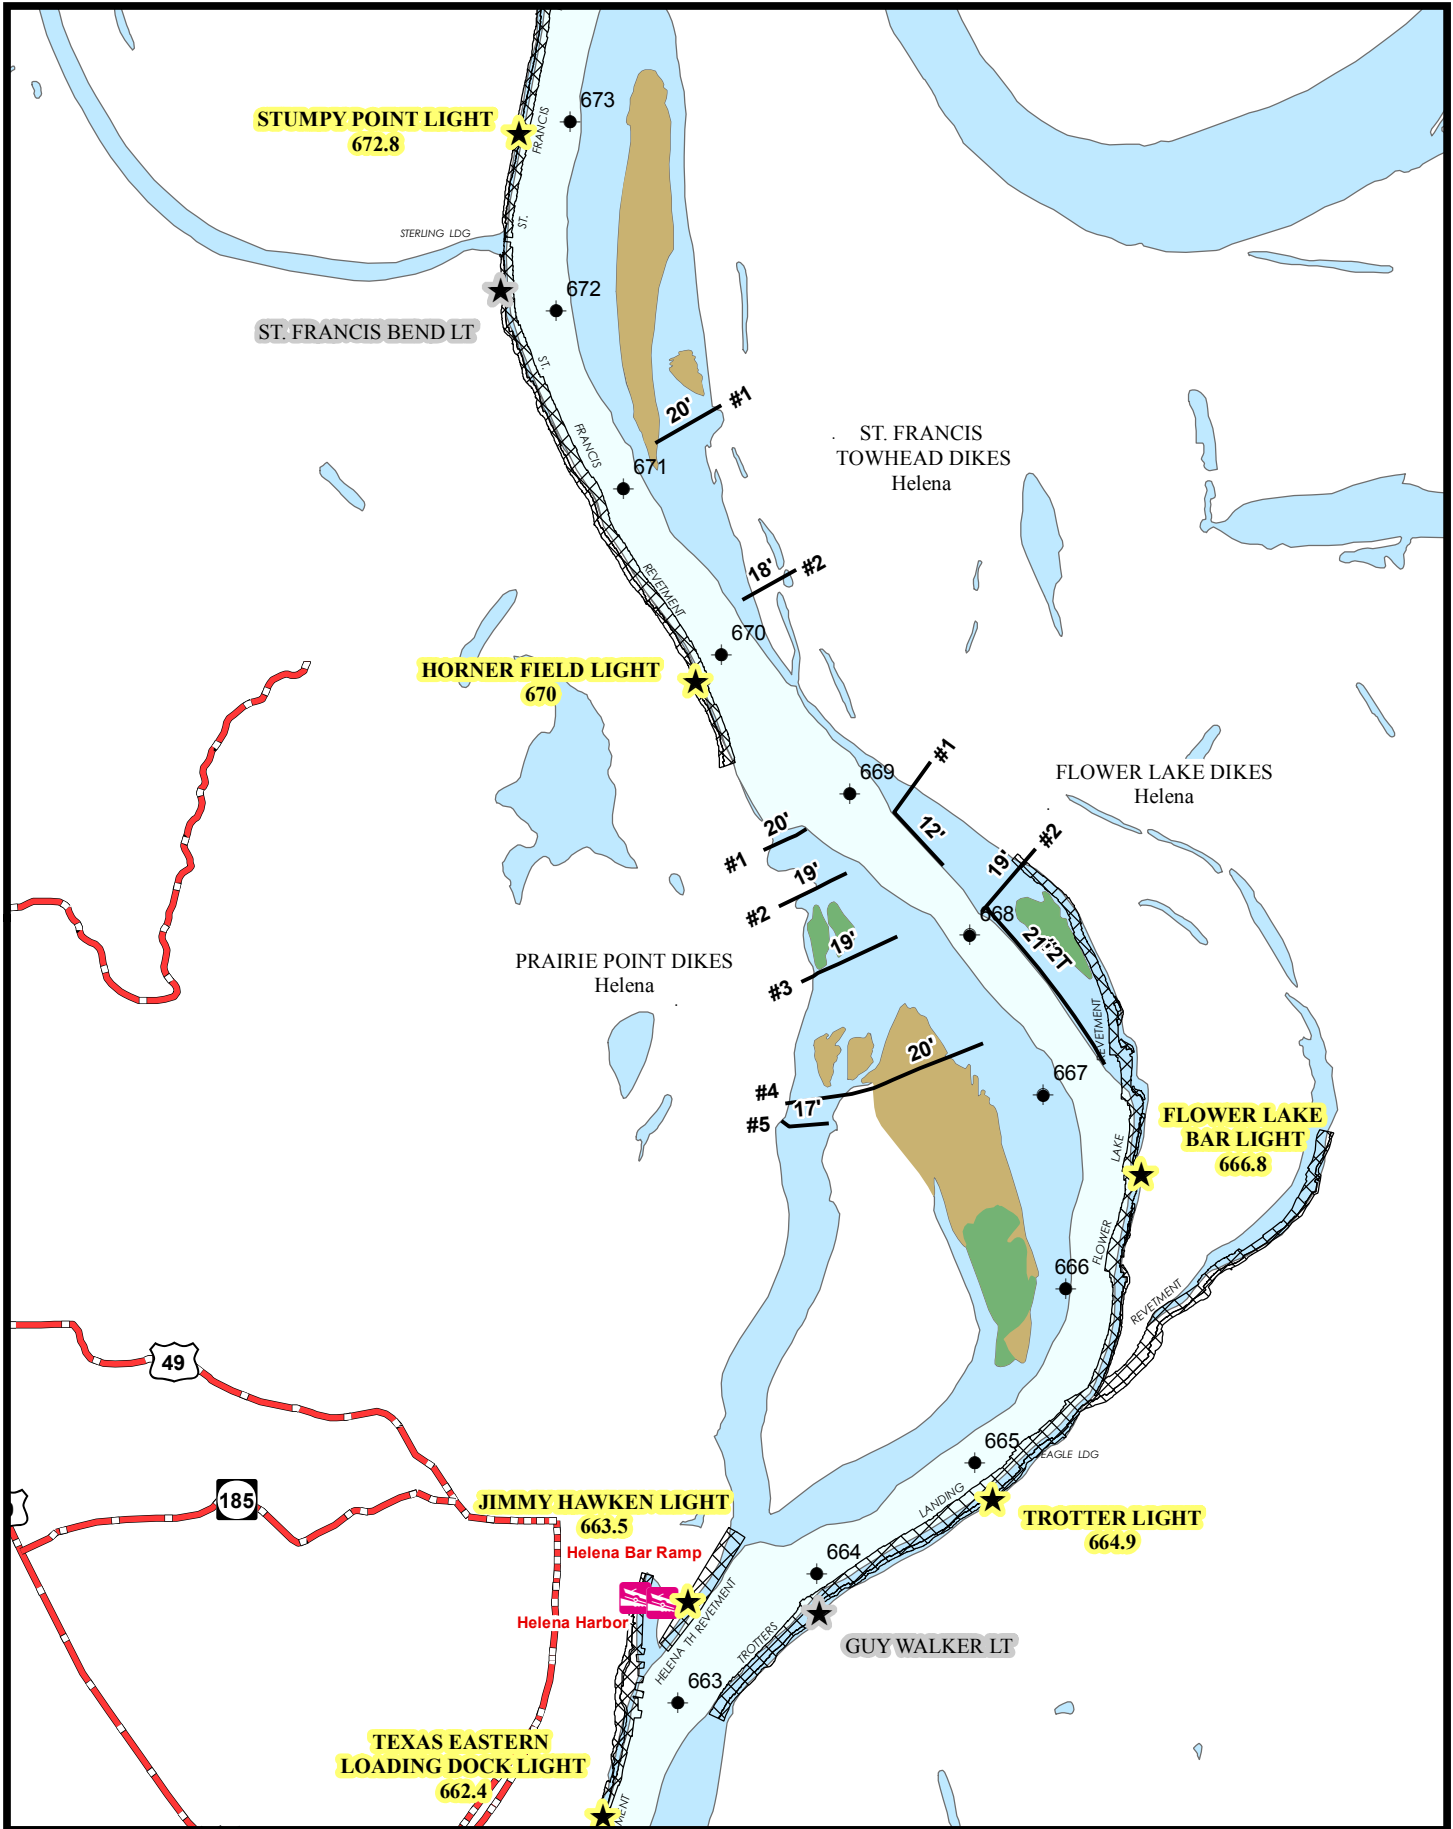 673
STUMPY POINT LIGHT
672.8
FRANCIS
ST.
STERLING LDG
672
ST. FRANCIS BEND LT
ST.
20'
#1
FRANCIS
671
ST. FRANCIS
TOWHEAD DIKES
Helena
18'
#2
REVETMENT
670
HORNER FIELD LIGHT
670
#1
669
FLOWER LAKE DIKES
Helena
12'
20'
#1
#2
19'
19'
#2
668
19'
21'
#2T
PRAIRIE POINT DIKES
Helena
#3
REVETMENT
20'
667
#4
17'
#5
FLOWER LAKE
BAR LIGHT
666.8
LAKE
FLOWER
666
REVETMENT
49
665
EAGLE LDG
185
JIMMY HAWKEN LIGHT
663.5
LANDING
TROTTER LIGHT
664.9
Helena Bar Ramp
664
Helena Harbor
HELENA TH REVETMENT
TROTTERS
GUY WALKER LT
663
TEXAS EASTERN
LOADING DOCK LIGHT
662.4
MENT